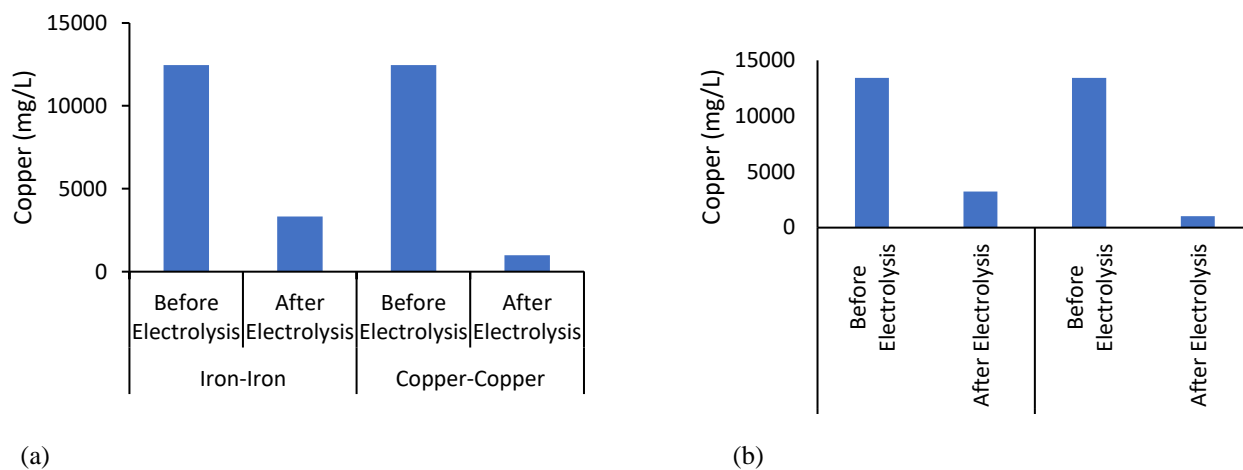 15000
10000
5000
0
Copper (mg/L)
Before Electrolysis
After Electrolysis
Before Electrolysis
After Electrolysis
Iron-Iron
Copper-Copper
(a)
15000
10000
5000
0
Copper (mg/L)
Before Electrolysis
After Electrolysis
Before Electrolysis
After Electrolysis
(b)